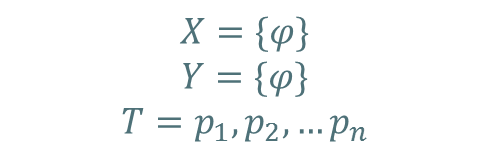 X = {φ}
Y = {φ}
T = p₁, p₂, … pₙ